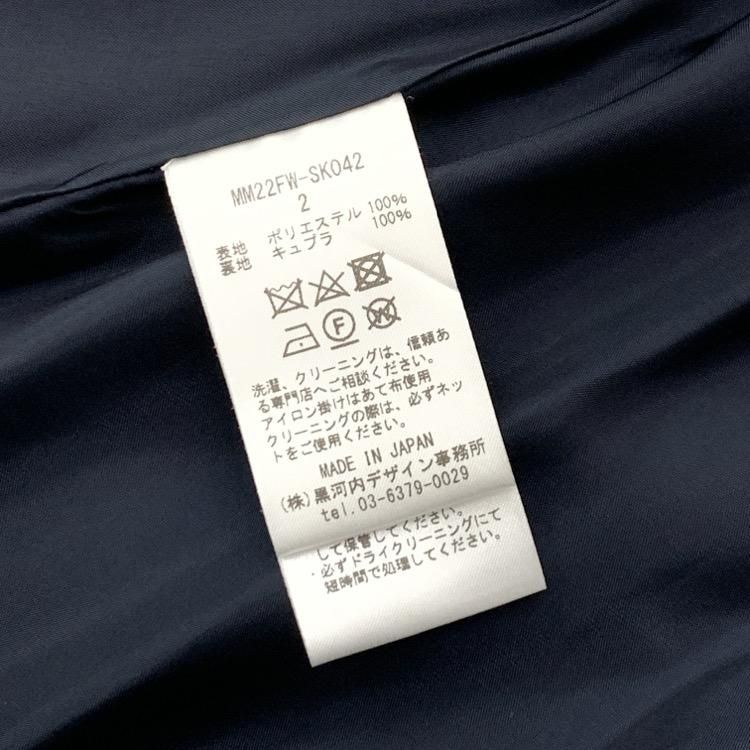 MM22FW-SK042
2
表地 ポリエステル 100%
裏地 キュプラ 100%
F
W
洗濯、クリーニングは、信頼あ
る専門店へご相談ください。
アイロン掛けはあて布使用
クリーニングの際は、必ずネッ
トをご使用ください。
MADE IN JAPAN
(株)黒河内デザイン事務所
tel.03-6379-0029
して保管してください。
・必ずドライクリーニングにて
短時間で処理してください。